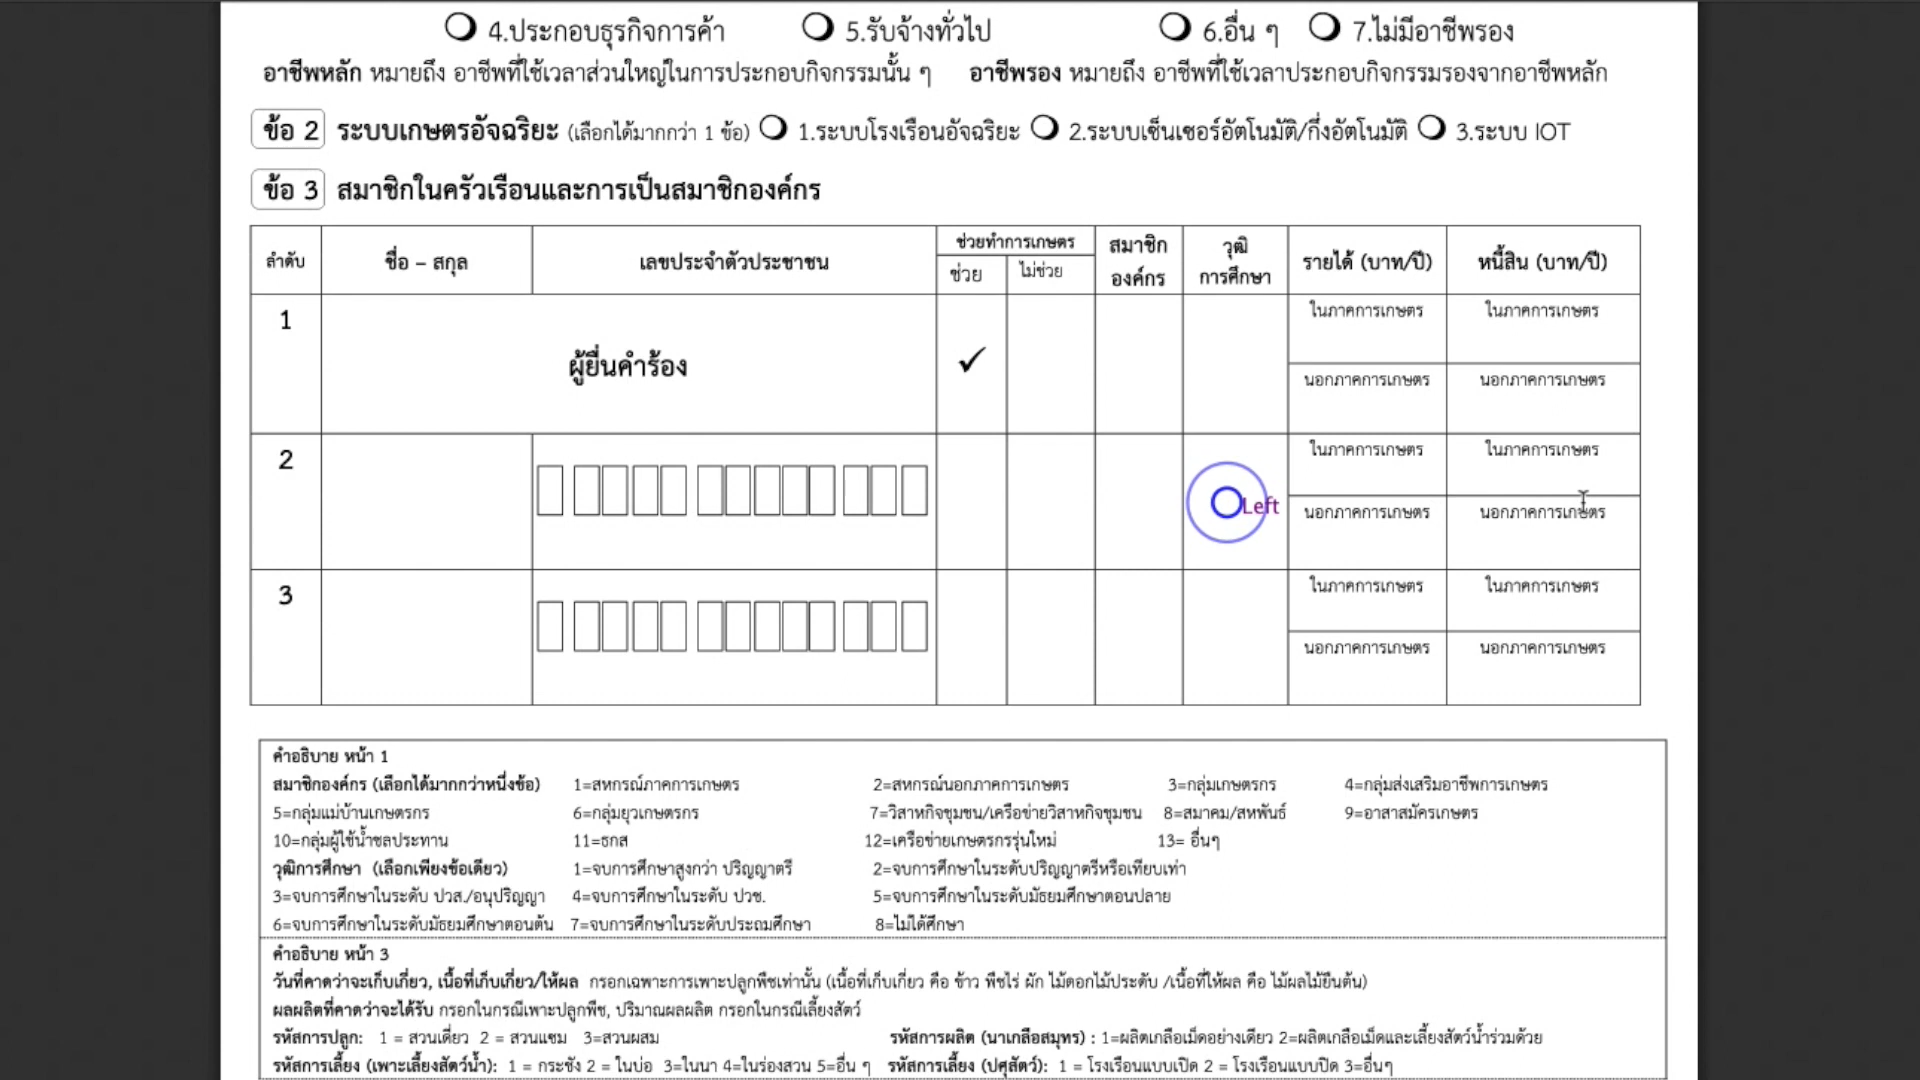 4.ประกอบธุรกิจการค้า 5.รับจ้างทั่วไป 6.อื่น ๆ 7.ไม่มีอาชีพรอง
อาชีพหลัก หมายถึง อาชีพที่ใช้เวลาส่วนใหญ่ในการประกอบกิจกรรมนั้น ๆ อาชีพรอง หมายถึง อาชีพที่ใช้เวลาประกอบกิจกรรมรองจากอาชีพหลัก
ข้อ 2 ระบบเกษตรอัจฉริยะ (เลือกได้มากกว่า 1 ข้อ) 1.ระบบโรงเรือนอัจฉริยะ 2.ระบบเซ็นเซอร์อัตโนมัติ/กึ่งอัตโนมัติ 3.ระบบ IOT
ข้อ 3 สมาชิกในครัวเรือนและการเป็นสมาชิกองค์กร
ลำดับ ชื่อ – สกุล เลขประจำตัวประชาชน ช่วยทำการเกษตร สมาชิก วุฒิ รายได้ (บาท/ปี) หนี้สิน (บาท/ปี)
ช่วย ไม่ช่วย องค์กร การศึกษา
1 ในภาคการเกษตร ในภาคการเกษตร
ผู้ยื่นคำร้อง ✓
นอกภาคการเกษตร นอกภาคการเกษตร
2 ในภาคการเกษตร ในภาคการเกษตร
Left นอกภาคการเกษตร นอกภาคการเกษตร
3 ในภาคการเกษตร ในภาคการเกษตร
นอกภาคการเกษตร นอกภาคการเกษตร
คำอธิบาย หน้า 1
สมาชิกองค์กร (เลือกได้มากกว่าหนึ่งข้อ) 1=สหกรณ์ภาคการเกษตร 2=สหกรณ์นอกภาคการเกษตร 3=กลุ่มเกษตรกร 4=กลุ่มส่งเสริมอาชีพการเกษตร
5=กลุ่มแม่บ้านเกษตรกร 6=กลุ่มยุวเกษตรกร 7=วิสาหกิจชุมชน/เครือข่ายวิสาหกิจชุมชน 8=สมาคม/สหพันธ์ 9=อาสาสมัครเกษตร
10=กลุ่มผู้ใช้น้ำชลประทาน 11=ธกส 12=เครือข่ายเกษตรกรรุ่นใหม่ 13= อื่นๆ
วุฒิการศึกษา (เลือกเพียงข้อเดียว) 1=จบการศึกษาสูงกว่า ปริญญาตรี 2=จบการศึกษาในระดับปริญญาตรีหรือเทียบเท่า
3=จบการศึกษาในระดับ ปวส./อนุปริญญา 4=จบการศึกษาในระดับ ปวช. 5=จบการศึกษาในระดับมัธยมศึกษาตอนปลาย
6=จบการศึกษาในระดับมัธยมศึกษาตอนต้น 7=จบการศึกษาในระดับประถมศึกษา 8=ไม่ได้ศึกษา
คำอธิบาย หน้า 3
วันที่คาดว่าจะเก็บเกี่ยว, เนื้อที่เก็บเกี่ยว/ให้ผล กรอกเฉพาะการเพาะปลูกพืชเท่านั้น (เนื้อที่เก็บเกี่ยว คือ ข้าว พืชไร่ ผัก ไม้ดอกไม้ประดับ /เนื้อที่ให้ผล คือ ไม้ผลไม้ยืนต้น)
ผลผลิตที่คาดว่าจะได้รับ กรอกในกรณีเพาะปลูกพืช, ปริมาณผลผลิต กรอกในกรณีเลี้ยงสัตว์
รหัสการปลูก: 1 = สวนเดี่ยว 2 = สวนแซม 3=สวนผสม รหัสการผลิต (นาเกลือสมุทร) : 1=ผลิตเกลือเม็ดอย่างเดียว 2=ผลิตเกลือเม็ดและเลี้ยงสัตว์น้ำร่วมด้วย
รหัสการเลี้ยง (เพาะเลี้ยงสัตว์น้ำ): 1 = กระชัง 2 = ในบ่อ 3=ในนา 4=ในร่องสวน 5=อื่น ๆ รหัสการเลี้ยง (ปศุสัตว์): 1 = โรงเรือนแบบเปิด 2 = โรงเรือนแบบปิด 3=อื่นๆ